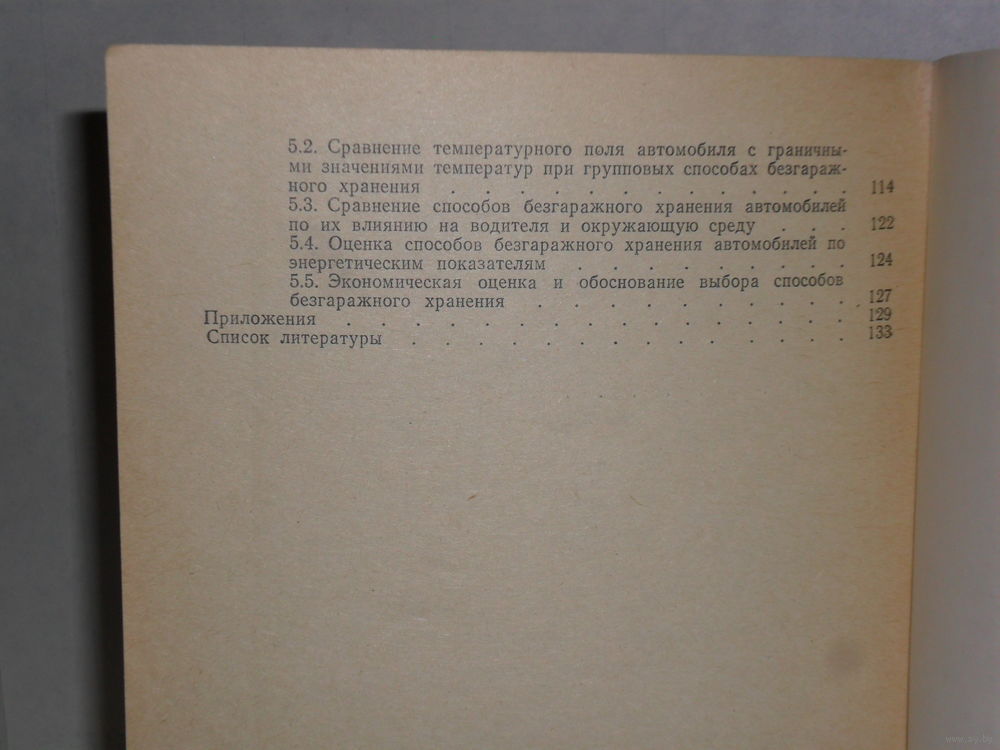 5.2. Сравнение температурного поля автомобиля с граничны-
ми значениями температур при групповых способах безгараж-
ного хранения . . . . . . . . . . . . . 114
5.3. Сравнение способов безгаражного хранения автомобилей
по их влиянию на водителя и окружающую среду . . . 122
5.4. Оценка способов безгаражного хранения автомобилей по
энергетическим показателям . . . . . . . . . 124
5.5. Экономическая оценка и обоснование выбора способов
безгаражного хранения . . . . . . . . . . 127
Приложения . . . . . . . . . . . . . . . . 129
Список литературы . . . . . . . . . . . . . 133
www.ay.by